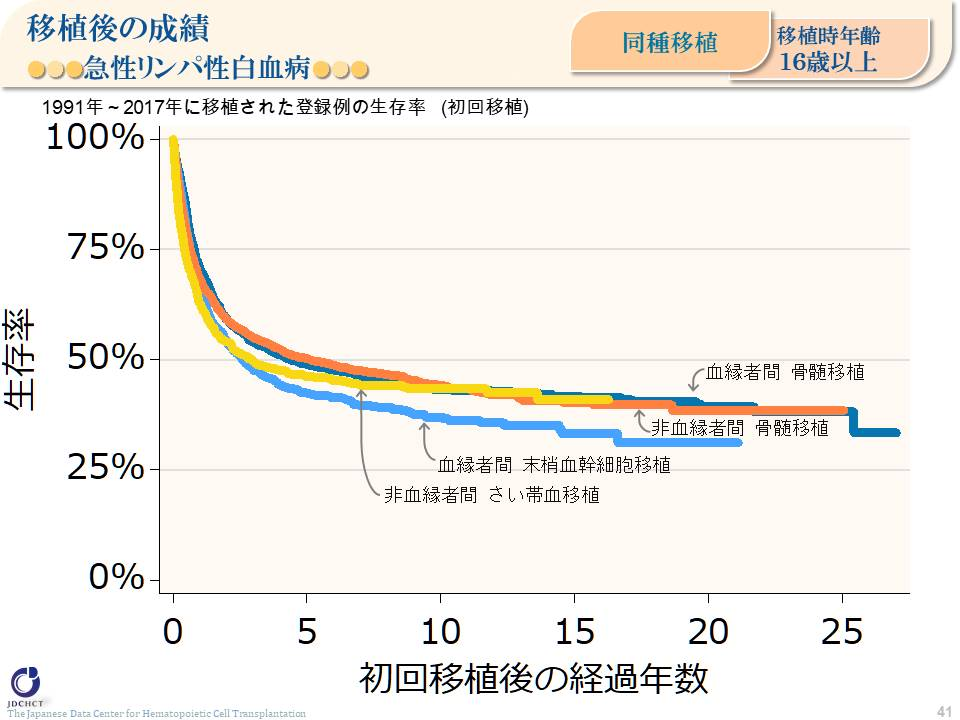 移植後の成績
●●●急性リンパ性白血病●●●
同種移植
移植時年齢
16歳以上
1991年～2017年に移植された登録例の生存率 (初回移植)
100%
75%
50%
25%
0%
生存率
血縁者間 骨髄移植
非血縁者間 骨髄移植
血縁者間 末梢血幹細胞移植
非血縁者間 さい帯血移植
0 5 10 15 20 25
初回移植後の経過年数
JDCHCT
The Japanese Data Center for Hematopoietic Cell Transplantation
41